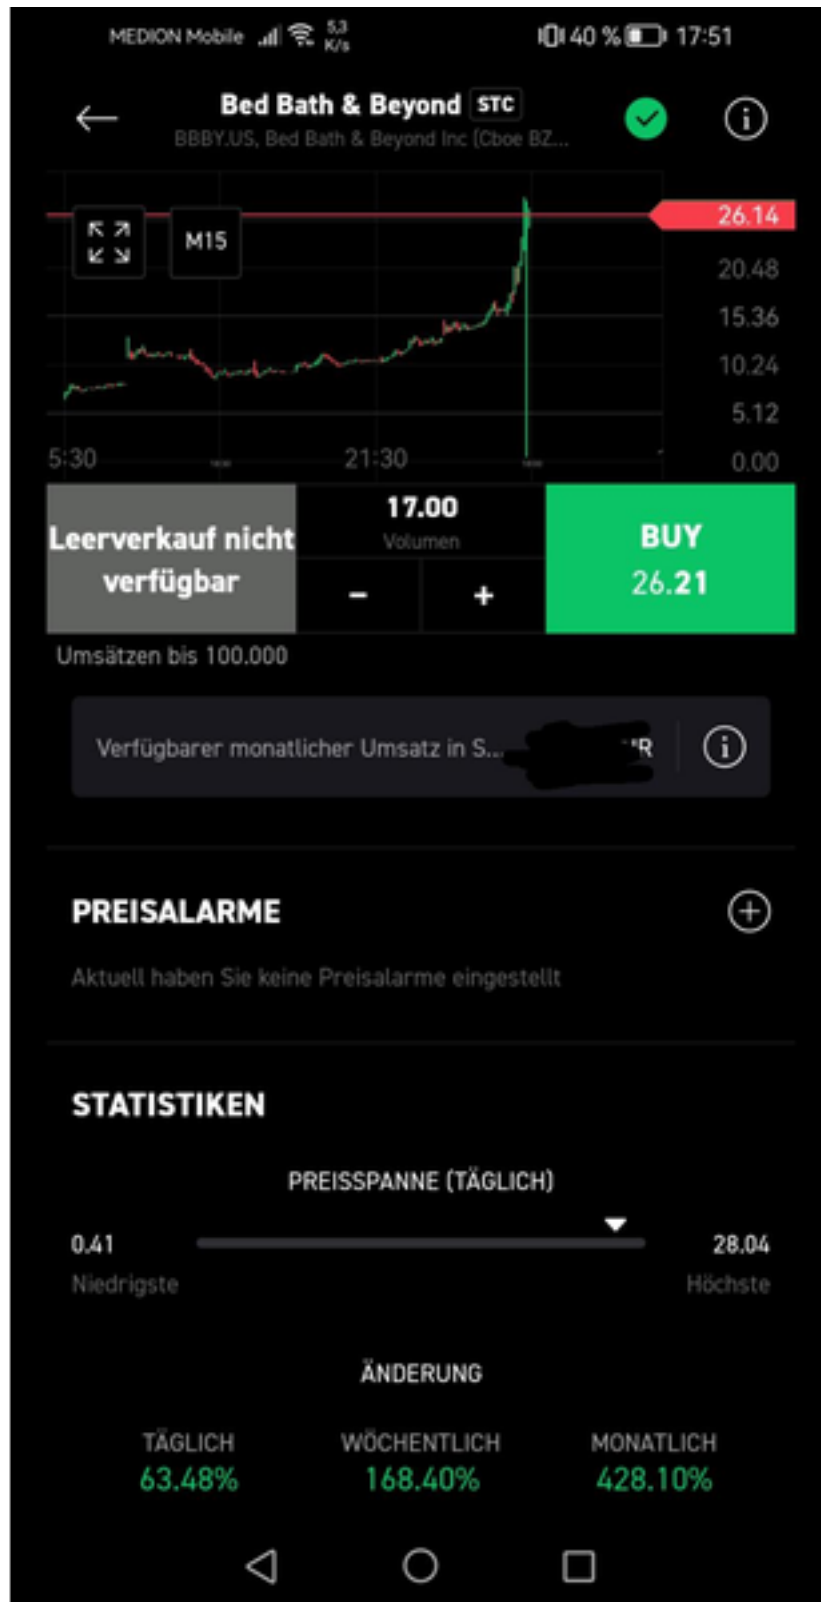 MEDION Mobile 5,3 K/s 40 % 17:51
Bed Bath & Beyond STC
BBBY.US, Bed Bath & Beyond Inc (Cboe BZ...
M15
26.14
20.48
15.36
10.24
5.12
0.00
5:30 21:30
Leerverkauf nicht verfügbar
17.00
Volumen
- +
BUY
26.21
Umsätzen bis 100.000
Verfügbarer monatlicher Umsatz in S... R
PREISALARME
Aktuell haben Sie keine Preisalarme eingestellt
STATISTIKEN
PREISSPANNE (TÄGLICH)
0.41 28.04
Niedrigste Höchste
ÄNDERUNG
TÄGLICH WÖCHENTLICH MONATLICH
63.48% 168.40% 428.10%